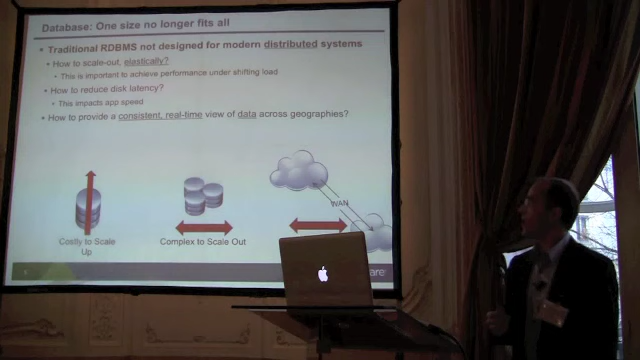 Database: One size no longer fits all
• Traditional RDBMS not designed for modern distributed systems
• How to scale-out, elastically?
• This is important to achieve performance under shifting load
• How to reduce disk latency?
• This impacts app speed
• How to provide a consistent, real-time view of data across geographies?
WAN
Costly to Scale
Up
Complex to Scale Out